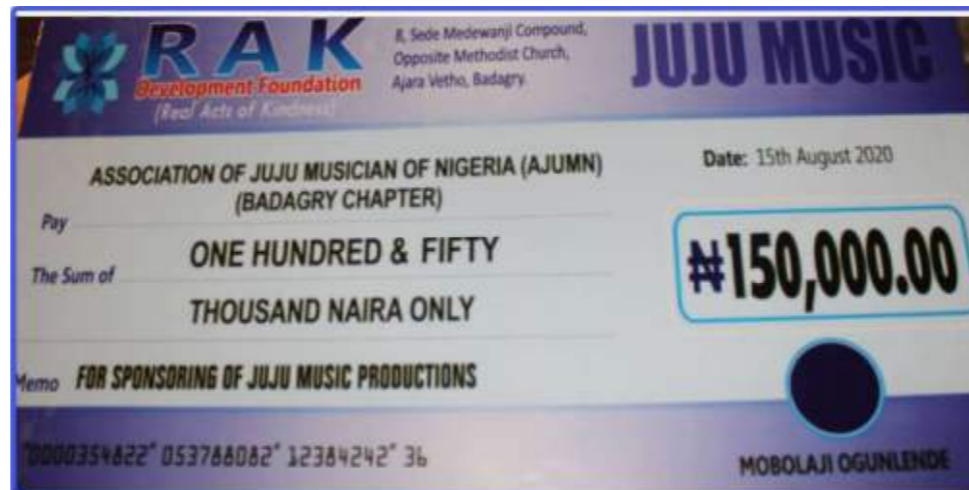 RAK
Development Foundation
(Real Acts of Kindness)
8, Sede Medewanji Compound,
Opposite Methodist Church,
Ajara Vetho, Badagry.
JUJU MUSIC
Date: 15th August 2020
ASSOCIATION OF JUJU MUSICIAN OF NIGERIA (AJUMN)
(BADAGRY CHAPTER)
Pay
The Sum of ONE HUNDRED & FIFTY
THOUSAND NAIRA ONLY
₦150,000.00
Memo FOR SPONSORING OF JUJU MUSIC PRODUCTIONS
"0000354822" 053788082" 12384242" 36
MOBOLAJI OGUNLENDE